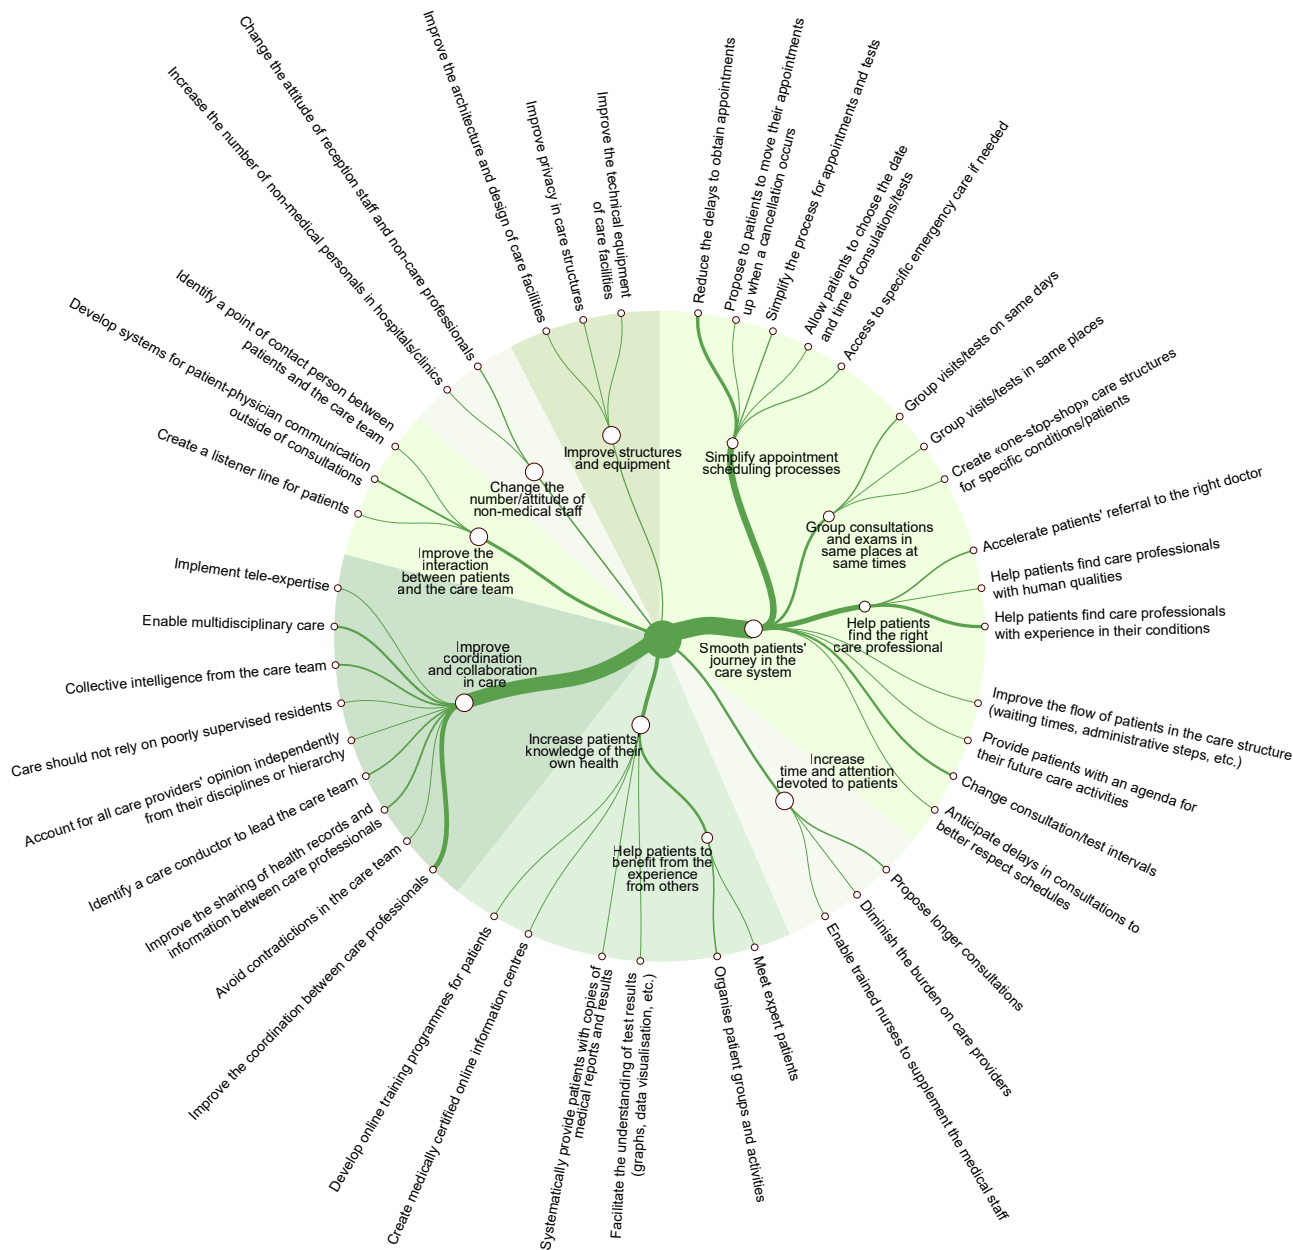 Reduce the delays to obtain appointments
Propose to patients to move their appointments
up when a cancellation occurs
Simplify the process for appointments and tests
Allow patients to choose the date
and time of consulations/tests
Access to specific emergency care if needed
Group visits/tests on same days
Group visits/tests in same places
Create «one-stop-shop» care structures
for specific conditions/patients
Accelerate patients' referral to the right doctor
Help patients find care professionals
with human qualities
Help patients find care professionals
with experience in their conditions
Improve the flow of patients in the care structure
(waiting times, administrative steps, etc.)
Provide patients with an agenda for
their future care activities
Change consultation/test intervals
Anticipate delays in consultations to
better respect schedules
Propose longer consultations
Diminish the burden on care providers
Enable trained nurses to supplement the medical staff
Meet expert patients
Organise patient groups and activities
Facilitate the understanding of test results
(graphs, data visualisation, etc.)
Systematically provide patients with copies of
medical reports and results
Create medically certified online information centres
Develop online training programmes for patients
Improve the coordination between care professionals
Avoid contradictions in the care team
Improve the sharing of health records and
information between care professionals
Identify a care conductor to lead the care team
Account for all care providers' opinion independently
from their disciplines or hierarchy
Care should not rely on poorly supervised residents
Collective intelligence from the care team
Enable multidisciplinary care
Implement tele-expertise
Create a listener line for patients
Develop systems for patient-physician communication
outside of consultations
Identify a point of contact person between
patients and the care team
Increase the number of non-medical personals in hospitals/clinics
Change the attitude of reception staff and non-care professionals
Improve the architecture and design of care facilities
Improve privacy in care structures
Improve the technical equipment
of care facilities
Improve structures
and equipment
Simplify appointment
scheduling processes
Change the
number/attitude of
non-medical staff
Group consultations
and exams in
same places at
same times
Improve the
interaction
between patients
and the care team
Help patients
find the right
care professional
Smooth patients'
journey in the
care system
Improve
coordination
and collaboration
in care
Increase patients'
knowledge of their
own health
Increase
time and attention
devoted to patients
Help patients to
benefit from the
experience
from others